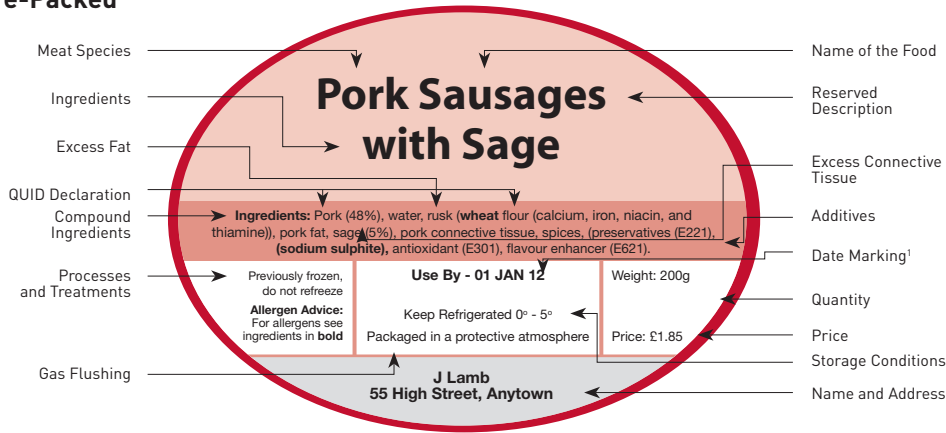 e-Packed
Meat Species
Name of the Food
Pork Sausages
with Sage
Ingredients
Reserved
Description
Excess Fat
Excess Connective
Tissue
QUID Declaration
Compound
Ingredients
Additives
Ingredients: Pork (48%), water, rusk (wheat flour (calcium, iron, niacin, and
thiamine)), pork fat, sage (5%), pork connective tissue, spices, (preservatives (E221),
(sodium sulphite), antioxidant (E301), flavour enhancer (E621).
Date Marking¹
Processes
and Treatments
Previously frozen,
do not refreeze
Allergen Advice:
For allergens see
ingredients in bold
Use By - 01 JAN 12
Keep Refrigerated 0º - 5º
Packaged in a protective atmosphere
Weight: 200g
Price: £1.85
Quantity
Price
Storage Conditions
Gas Flushing
J Lamb
55 High Street, Anytown
Name and Address